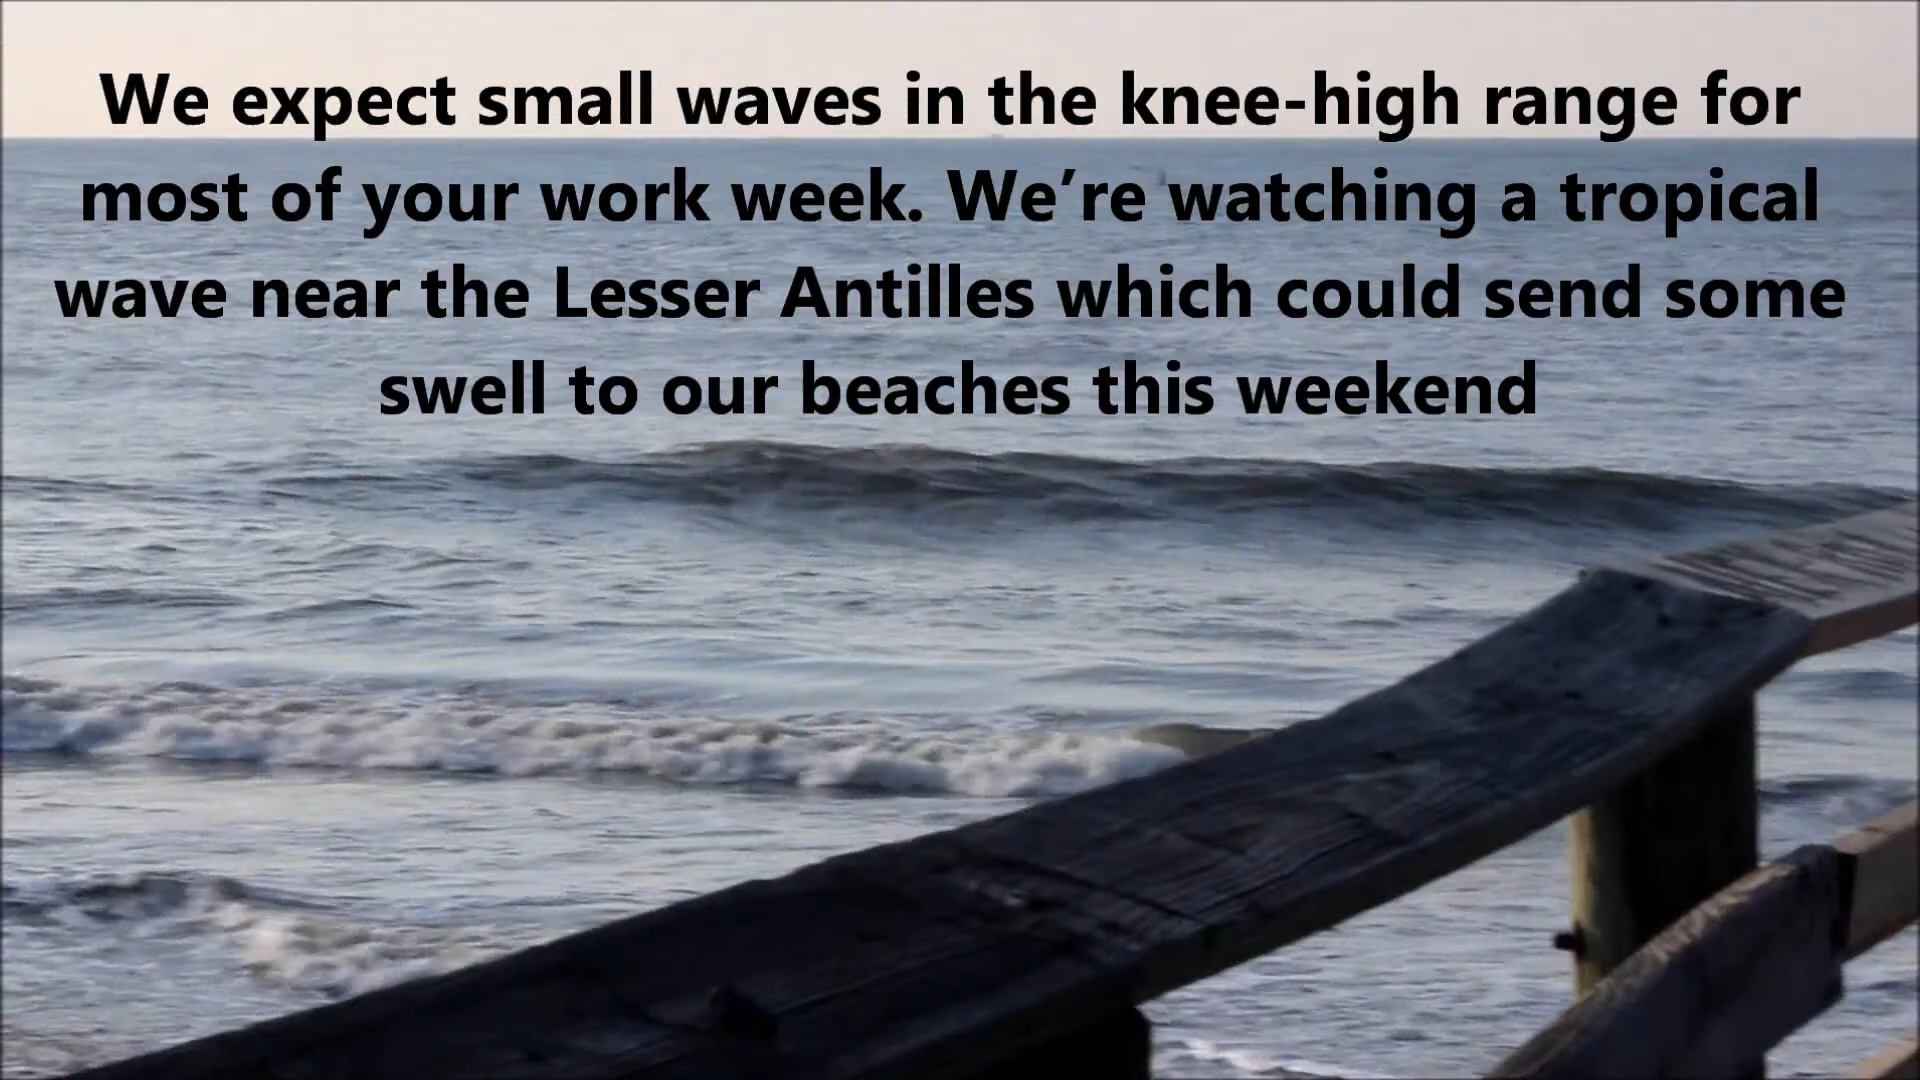 We expect small waves in the knee-high range for
most of your work week. We’re watching a tropical
wave near the Lesser Antilles which could send some
swell to our beaches this weekend